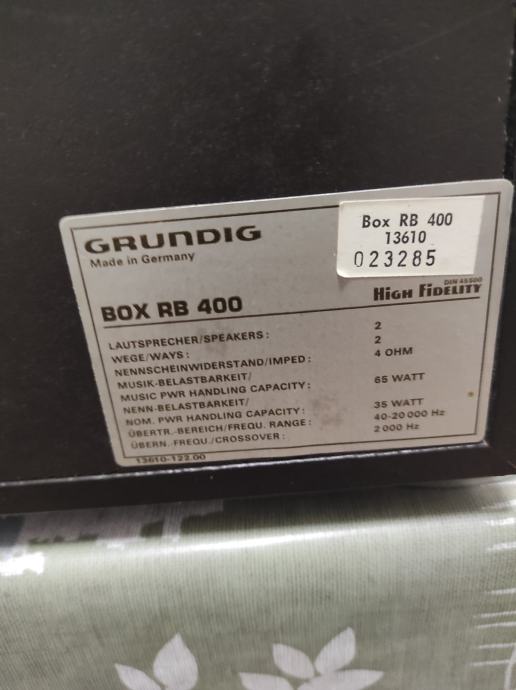 GRUNDIG
Made in Germany
Box RB 400
13610
023285
BOX RB 400
DIN 45500
HIGH FIDELITY
LAUTSPRECHER/SPEAKERS: 2
WEGE/WAYS: 2
NENNSCHEINWIDERSTAND/IMPED: 4 OHM
MUSIK-BELASTBARKEIT/
MUSIC PWR HANDLING CAPACITY: 65 WATT
NENN-BELASTBARKEIT/
NOM. PWR HANDLING CAPACITY: 35 WATT
ÜBERTR.-BEREICH/FREQU. RANGE: 40-20 000 Hz
ÜBERN.-FREQU./CROSSOVER: 2 000 Hz
13610-122.00